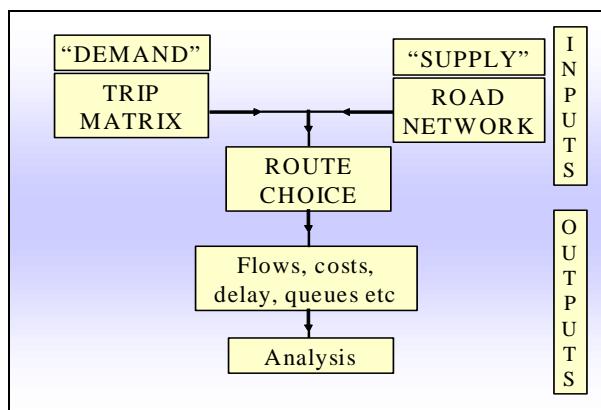 “DEMAND”
TRIP
MATRIX
“SUPPLY”
ROAD
NETWORK
ROUTE
CHOICE
Flows, costs,
delay, queues etc
Analysis
I
N
P
U
T
S
O
U
T
P
U
T
S